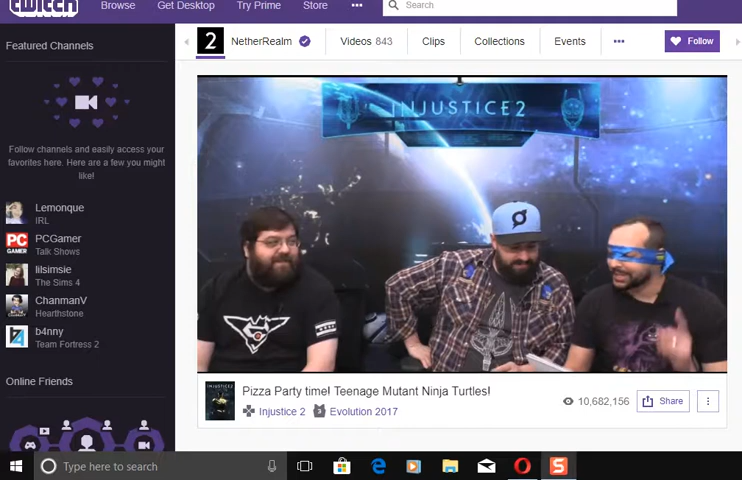 twitch
Browse
Get Desktop
Try Prime
Store
Search
Featured Channels
2
NetherRealm
Videos 843
Clips
Collections
Events
Follow
INJUSTICE 2
Follow channels and easily access your
favorites here. Here are a few you might
like!
Lemonque
IRL
PC
GAMER
PCGamer
Talk Shows
lilsimsie
The Sims 4
ChanmanV
Hearthstone
b4nny
Team Fortress 2
Online Friends
Pizza Party time! Teenage Mutant Ninja Turtles!
Injustice 2
Evolution 2017
10,682,156
Share
Type here to search
S